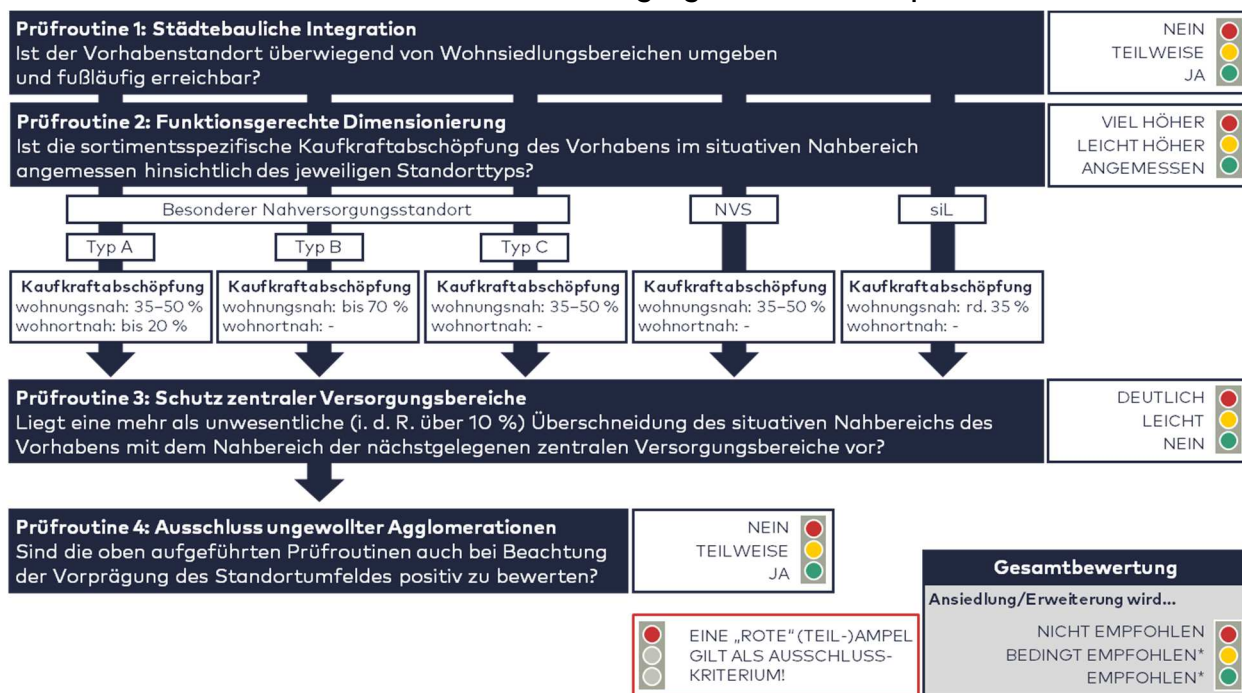 Prüfroutine 1: Städtebauliche Integration
Ist der Vorhabenstandort überwiegend von Wohnsiedlungsbereichen umgeben
und fußläufig erreichbar?
NEIN
TEILWEISE
JA
Prüfroutine 2: Funktionsgerechte Dimensionierung
Ist die sortimentsspezifische Kaufkraftabschöpfung des Vorhabens im situativen Nahbereich
angemessen hinsichtlich des jeweiligen Standorttyps?
VIEL HÖHER
LEICHT HÖHER
ANGEMESSEN
Besonderer Nahversorgungsstandort
NVS
siL
Typ A
Typ B
Typ C
Kaufkraftabschöpfung
wohnungsnah: 35–50 %
wohnortnah: bis 20 %
Kaufkraftabschöpfung
wohnungsnah: bis 70 %
wohnortnah: -
Kaufkraftabschöpfung
wohnungsnah: 35–50 %
wohnortnah: -
Kaufkraftabschöpfung
wohnungsnah: 35–50 %
wohnortnah: -
Kaufkraftabschöpfung
wohnungsnah: rd. 35 %
wohnortnah: -
Prüfroutine 3: Schutz zentraler Versorgungsbereiche
Liegt eine mehr als unwesentliche (i. d. R. über 10 %) Überschneidung des situativen Nahbereichs des
Vorhabens mit dem Nahbereich der nächstgelegenen zentralen Versorgungsbereiche vor?
DEUTLICH
LEICHT
NEIN
Prüfroutine 4: Ausschluss ungewollter Agglomerationen
Sind die oben aufgeführten Prüfroutinen auch bei Beachtung
der Vorprägung des Standortumfeldes positiv zu bewerten?
NEIN
TEILWEISE
JA
EINE „ROTE“ (TEIL-)AMPEL
GILT ALS AUSSCHLUSS-
KRITERIUM!
Gesamtbewertung
Ansiedlung/Erweiterung wird...
NICHT EMPFOHLEN
BEDINGT EMPFOHLEN*
EMPFOHLEN*